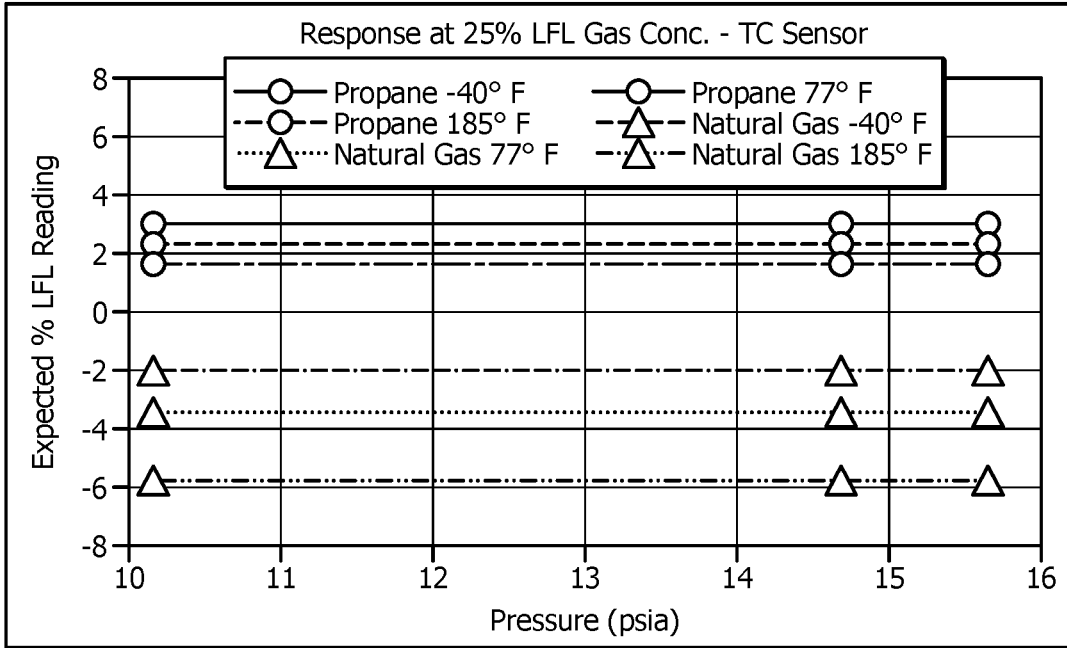 Response at 25% LFL Gas Conc. - TC Sensor
Propane -40° F
Propane 77° F
Propane 185° F
Natural Gas -40° F
Natural Gas 77° F
Natural Gas 185° F
Expected % LFL Reading
8
6
4
2
0
-2
-4
-6
-8
10
11
12
13
14
15
16
Pressure (psia)